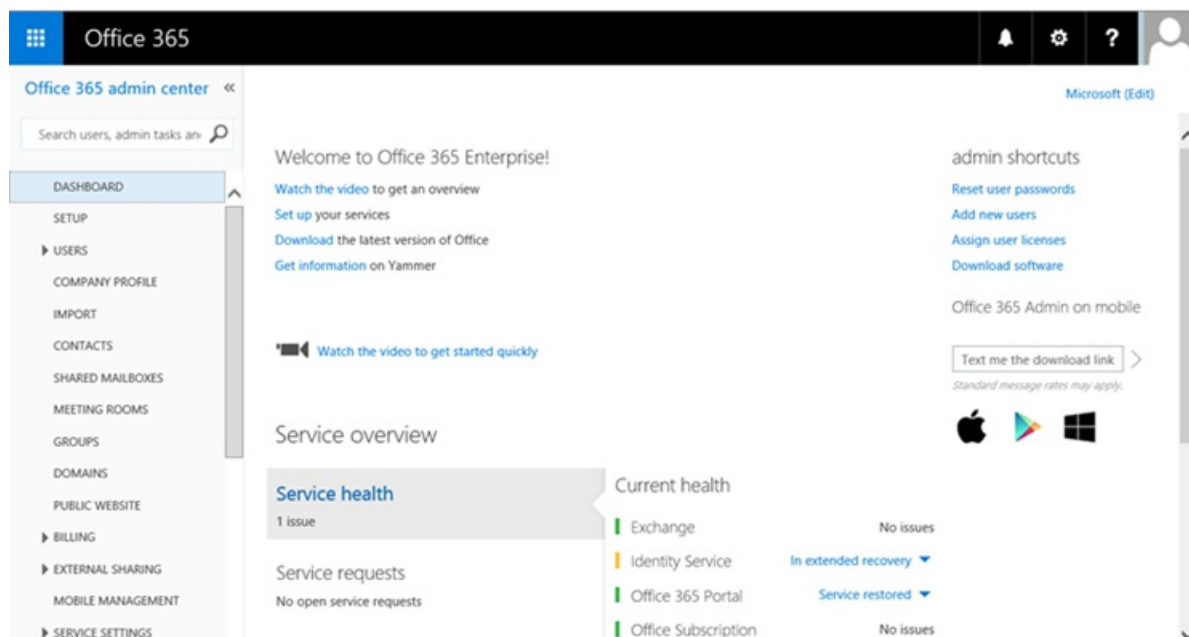 Office 365
Office 365 admin center «
Microsoft (Edit)
Search users, admin tasks an
DASHBOARD
SETUP
USERS
COMPANY PROFILE
IMPORT
CONTACTS
SHARED MAILBOXES
MEETING ROOMS
GROUPS
DOMAINS
PUBLIC WEBSITE
BILLING
EXTERNAL SHARING
MOBILE MANAGEMENT
SERVICE SETTINGS
Welcome to Office 365 Enterprise!
Watch the video to get an overview
Set up your services
Download the latest version of Office
Get information on Yammer
Watch the video to get started quickly
Service overview
Service health
1 issue
Service requests
No open service requests
Current health
Exchange No issues
Identity Service In extended recovery
Office 365 Portal Service restored
Office Subscription No issues
admin shortcuts
Reset user passwords
Add new users
Assign user licenses
Download software
Office 365 Admin on mobile
Text me the download link
Standard message rates may apply.